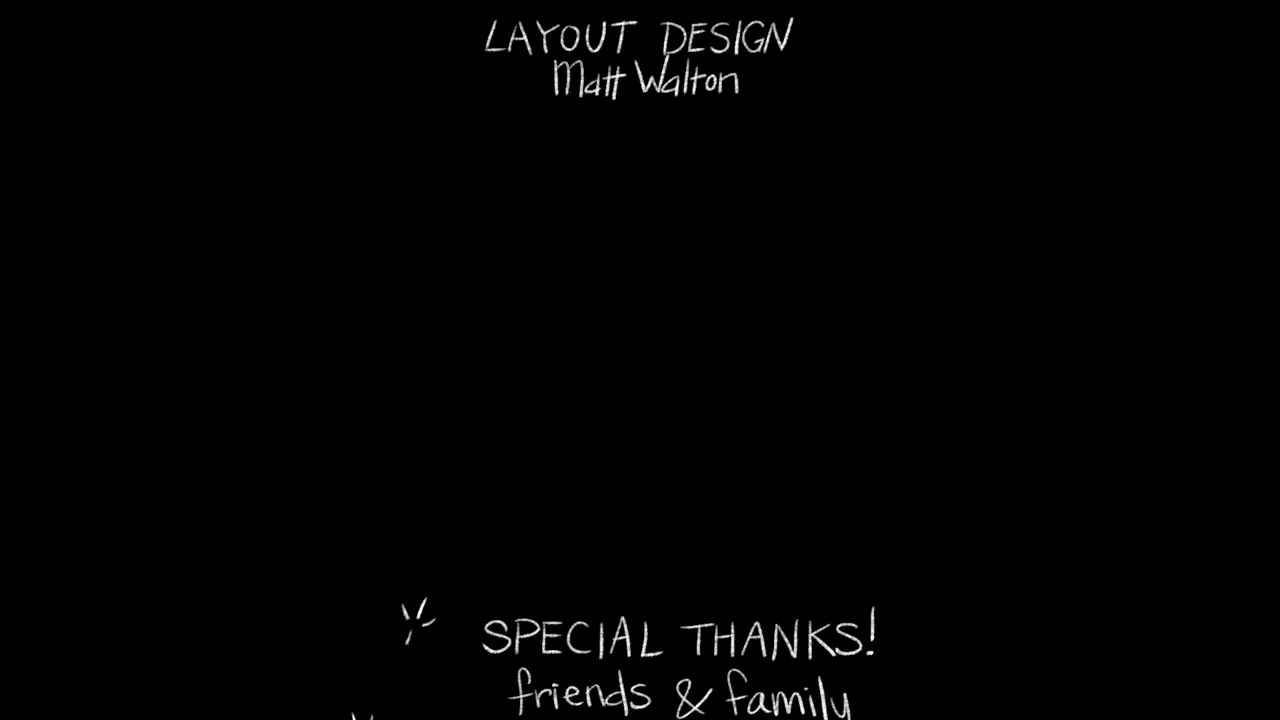 LAYOUT DESIGN
Matt Walton
SPECIAL THANKS!
friends & family